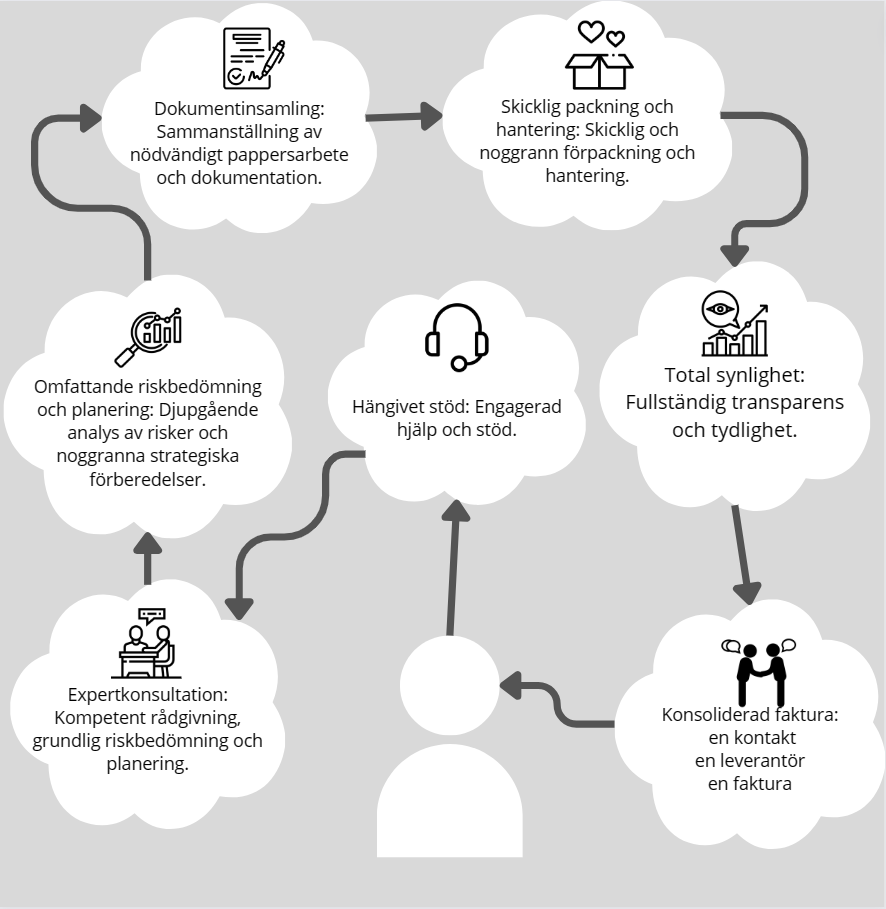 Dokumentinsamling:
Sammanställning av
nödvändigt pappersarbete
och dokumentation.
Skicklig packning och
hantering: Skicklig och
noggrann förpackning och
hantering.
Omfattande riskbedömning
och planering: Djupgående
analys av risker och
noggranna strategiska
förberedelser.
Hängivet stöd: Engagerad
hjälp och stöd.
Total synlighet:
Fullständig transparens
och tydlighet.
Expertkonsultation:
Kompetent rådgivning,
grundlig riskbedömning och
planering.
Konsoliderad faktura:
en kontakt
en leverantör
en faktura